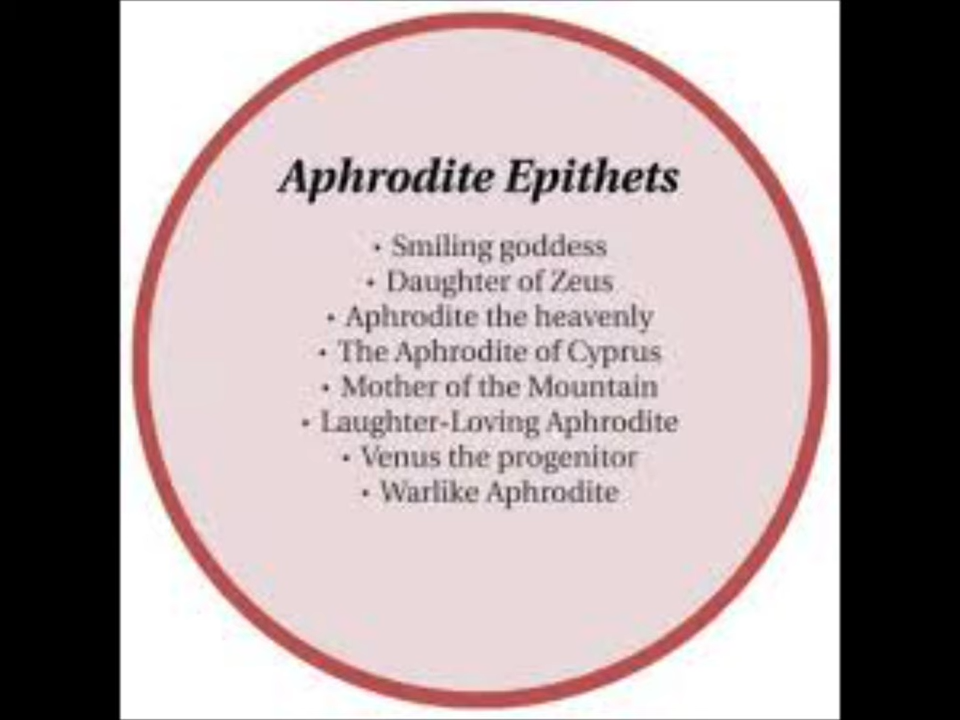 Aphrodite Epithets
• Smiling goddess
• Daughter of Zeus
• Aphrodite the heavenly
• The Aphrodite of Cyprus
• Mother of the Mountain
• Laughter-Loving Aphrodite
• Venus the progenitor
• Warlike Aphrodite